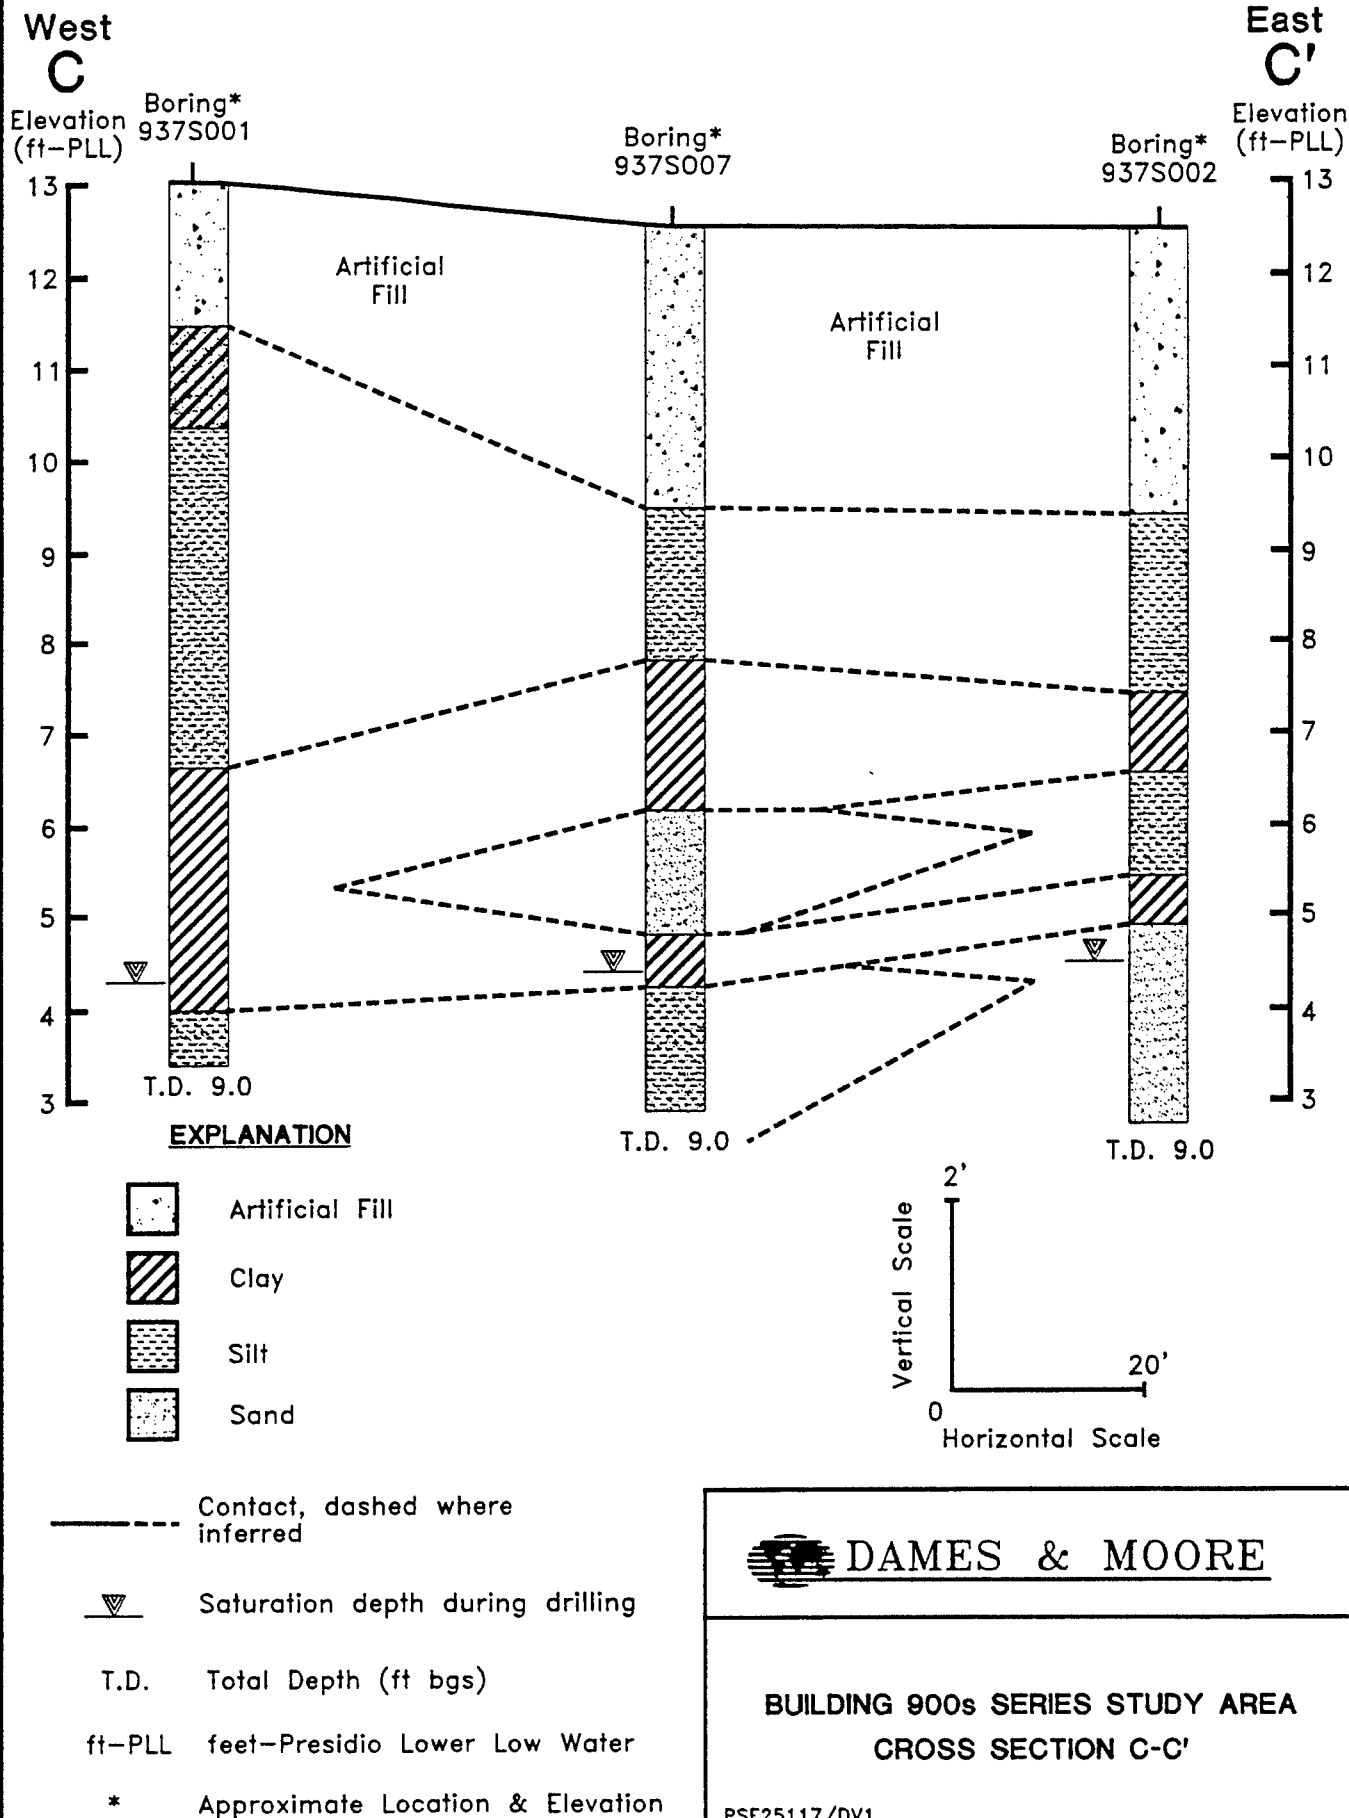 West
C
East
C'
Elevation
(ft-PLL)
Boring*
937S001
Boring*
937S007
Boring*
937S002
Elevation
(ft-PLL)
13
12
11
10
9
8
7
6
5
4
3
13
12
11
10
9
8
7
6
5
4
3
Artificial
Fill
Artificial
Fill
T.D. 9.0
T.D. 9.0
T.D. 9.0
EXPLANATION
Artificial Fill
Clay
Silt
Sand
2'
Vertical Scale
20'
0
Horizontal Scale
Contact, dashed where
inferred
Saturation depth during drilling
T.D. Total Depth (ft bgs)
ft-PLL feet-Presidio Lower Low Water
* Approximate Location & Elevation
DAMES & MOORE
BUILDING 900s SERIES STUDY AREA
CROSS SECTION C-C'
PSF25117/DV1